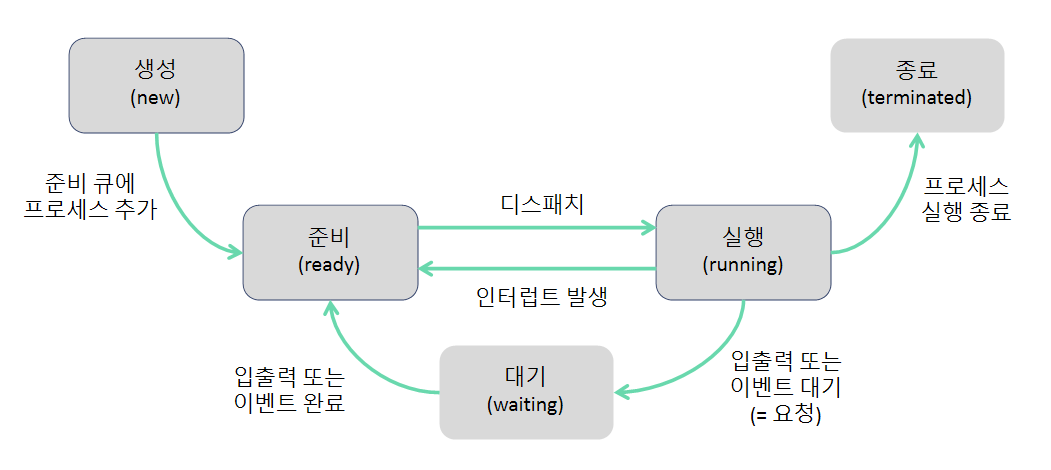 생성
(new)
종료
(terminated)
준비 큐에
프로세스 추가
디스패치
프로세스
실행 종료
준비
(ready)
실행
(running)
인터럽트 발생
입출력 또는
이벤트 완료
대기
(waiting)
입출력 또는
이벤트 대기
(= 요청)